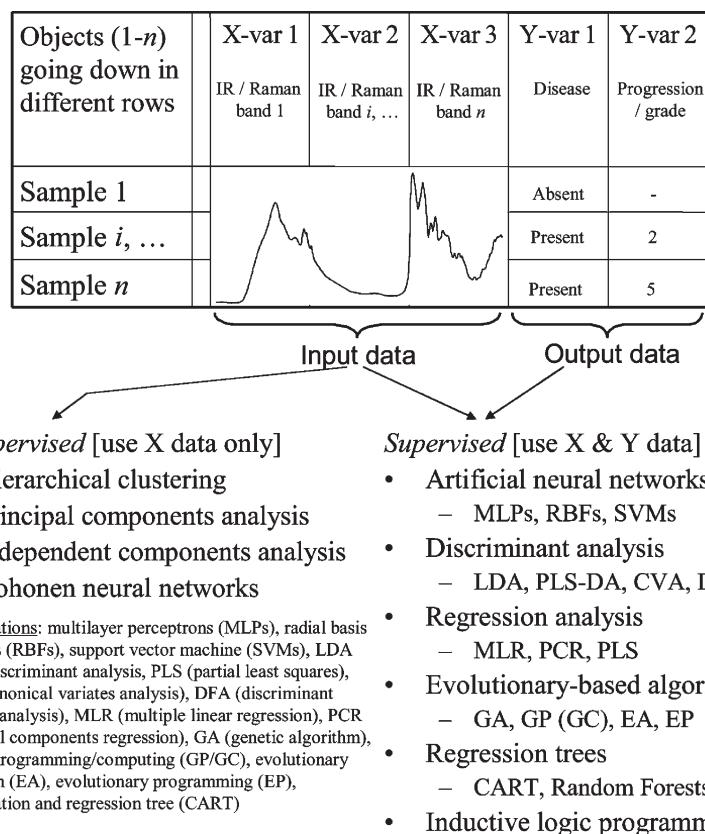 Objects (1-n) X-var 1 X-var 2 X-var 3 Y-var 1 Y-var 2
going down in
different rows
IR / Raman band 1 IR / Raman band i, … IR / Raman band n Disease Progression / grade
Sample 1 Absent -
Sample i, … Present 2
Sample n Present 5
Input data Output data
pervised [use X data only]
erarchical clustering
incipal components analysis
dependent components analysis
ohonen neural networks
ations: multilayer perceptrons (MLPs), radial basis
s (RBFs), support vector machine (SVMs), LDA
scriminant analysis, PLS (partial least squares),
nonical variates analysis), DFA (discriminant
analysis), MLR (multiple linear regression), PCR
l components regression), GA (genetic algorithm),
rogramming/computing (GP/GC), evolutionary
n (EA), evolutionary programming (EP),
ation and regression tree (CART)
Supervised [use X & Y data]
• Artificial neural networks
– MLPs, RBFs, SVMs
• Discriminant analysis
– LDA, PLS-DA, CVA, D
• Regression analysis
– MLR, PCR, PLS
• Evolutionary-based algor
– GA, GP (GC), EA, EP
• Regression trees
– CART, Random Forests
• Inductive logic programm